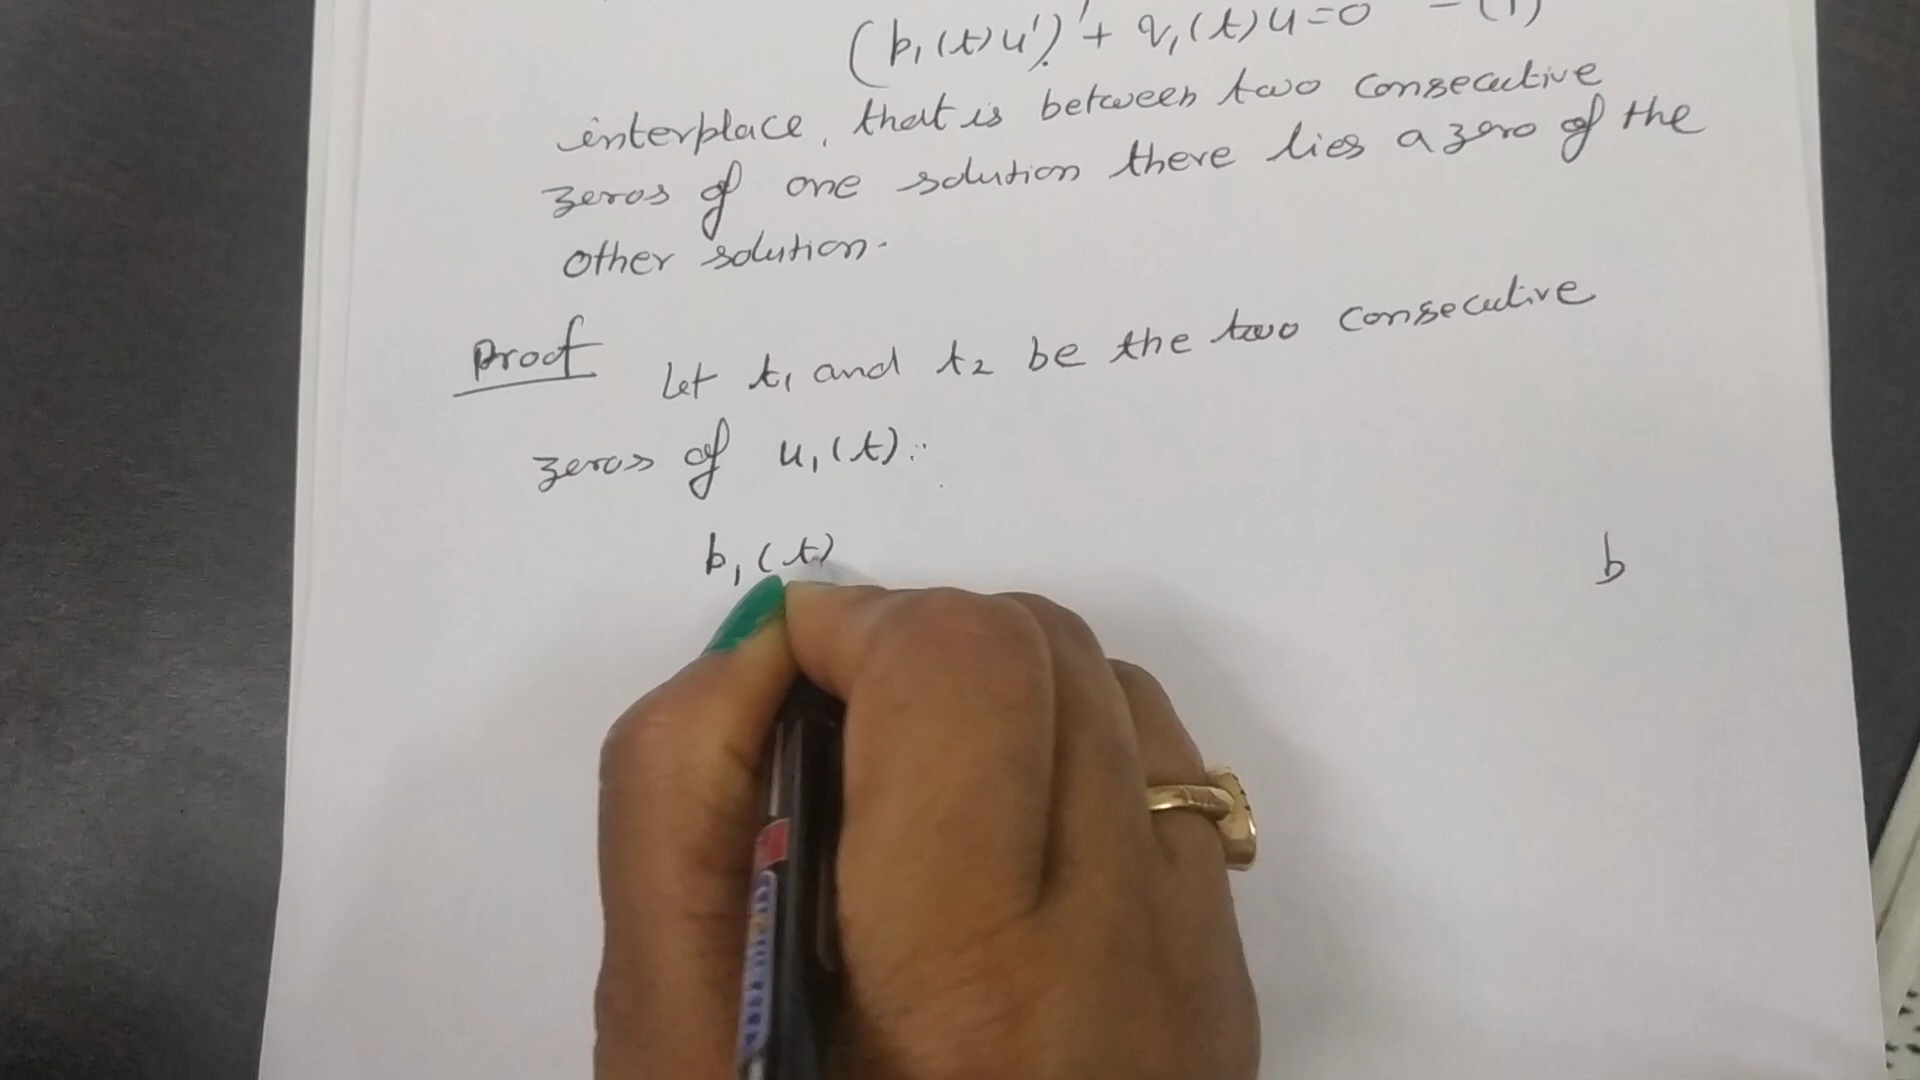 (p₁(t)u')' + q₁(t)u=0 -(1)
interplace, that is between two consecutive
zeros of one solution there lies a zero of the
other solution.
Proof Let t₁ and t₂ be the two consecutive
zeros of u₁(t).
p₁(t) p